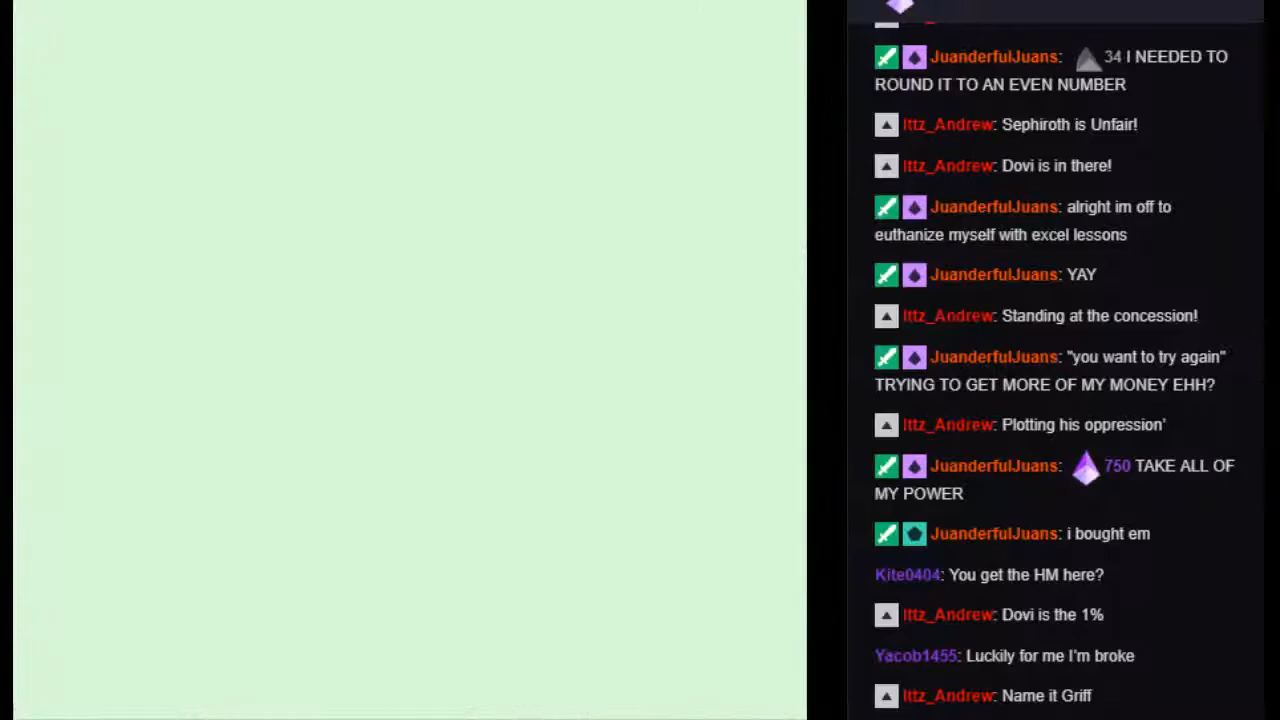 JuanderfulJuans: 34 I NEEDED TO
ROUND IT TO AN EVEN NUMBER
Ittz_Andrew: Sephiroth is Unfair!
Ittz_Andrew: Dovi is in there!
JuanderfulJuans: alright im off to
euthanize myself with excel lessons
JuanderfulJuans: YAY
Ittz_Andrew: Standing at the concession!
JuanderfulJuans: "you want to try again"
TRYING TO GET MORE OF MY MONEY EHH?
Ittz_Andrew: Plotting his oppression'
JuanderfulJuans: 750 TAKE ALL OF
MY POWER
JuanderfulJuans: i bought em
Kite0404: You get the HM here?
Ittz_Andrew: Dovi is the 1%
Yacob1455: Luckily for me I'm broke
Ittz_Andrew: Name it Griff